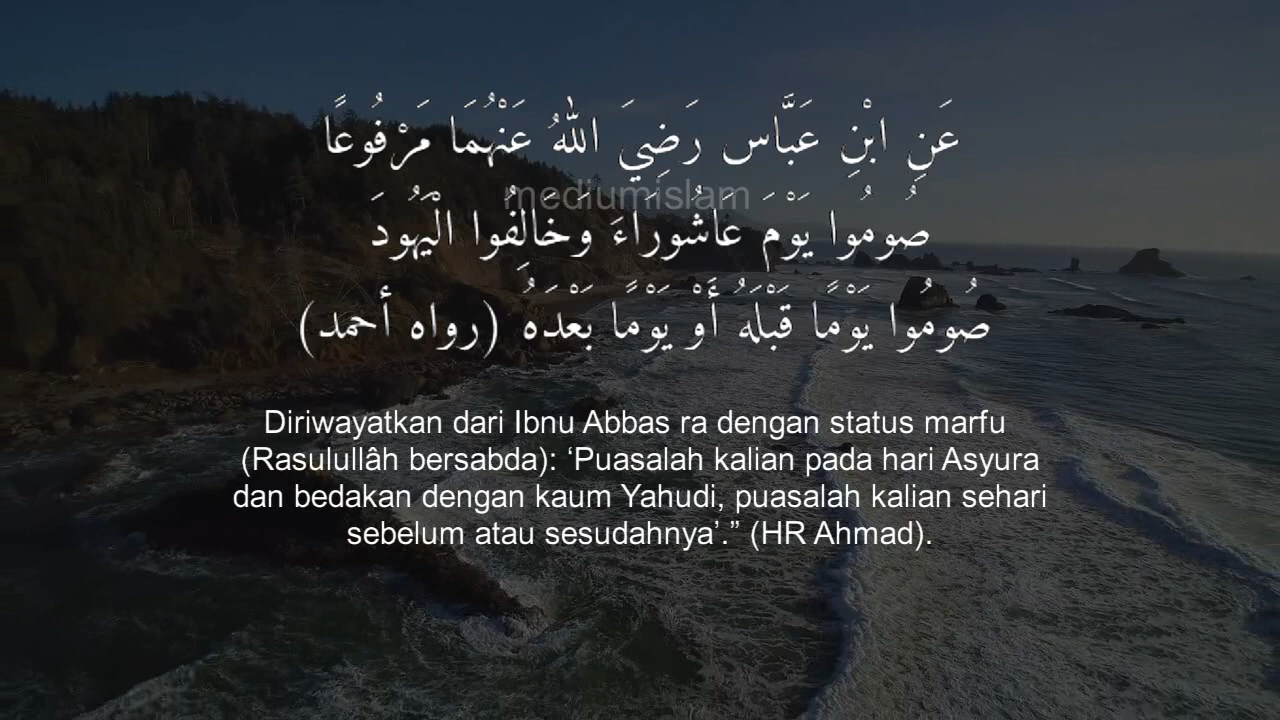 عَنِ ابْنِ عَبَّاس رَضِيَ اللهُ عَنْهُمَا مَرْفُوعًا
mediumislam
صُومُوا يَوْمَ عَاشُورَاءَ وَخَالِفُوا الْيَهُودَ
صُومُوا يَوْمًا قَبْلَهُ أَوْ يَوْمًا بَعْدَهُ (رواه أحمد)
Diriwayatkan dari Ibnu Abbas ra dengan status marfu
(Rasulullâh bersabda): ‘Puasalah kalian pada hari Asyura
dan bedakan dengan kaum Yahudi, puasalah kalian sehari
sebelum atau sesudahnya’.” (HR Ahmad).